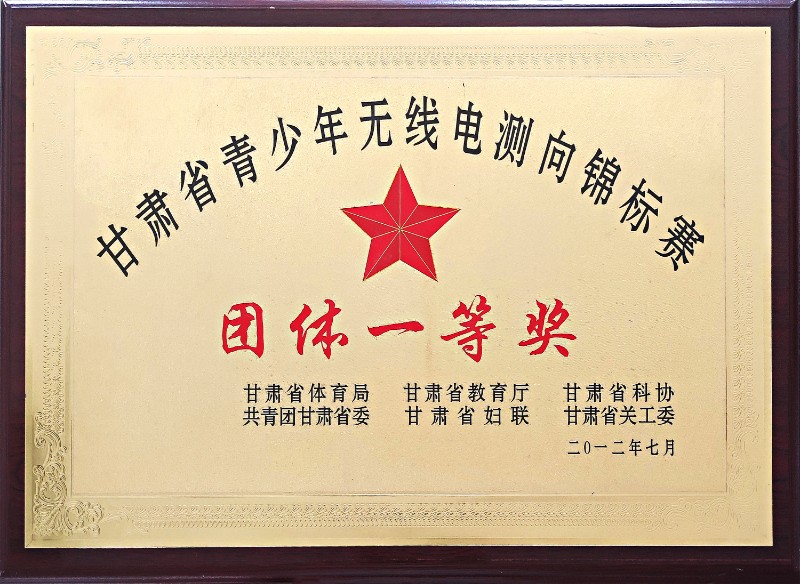 甘肃省青少年无线电测向锦标赛
团体一等奖
甘肃省体育局 甘肃省教育厅 甘肃省科协
共青团甘肃省委 甘肃省妇联 甘肃省关工委
二〇一二年七月